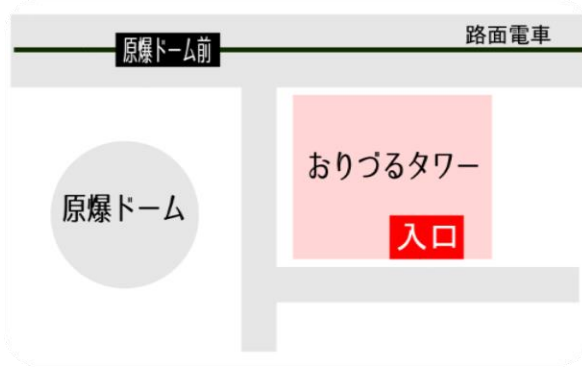 路面電車
原爆ドーム前
おりづるタワー
原爆ドーム
入口